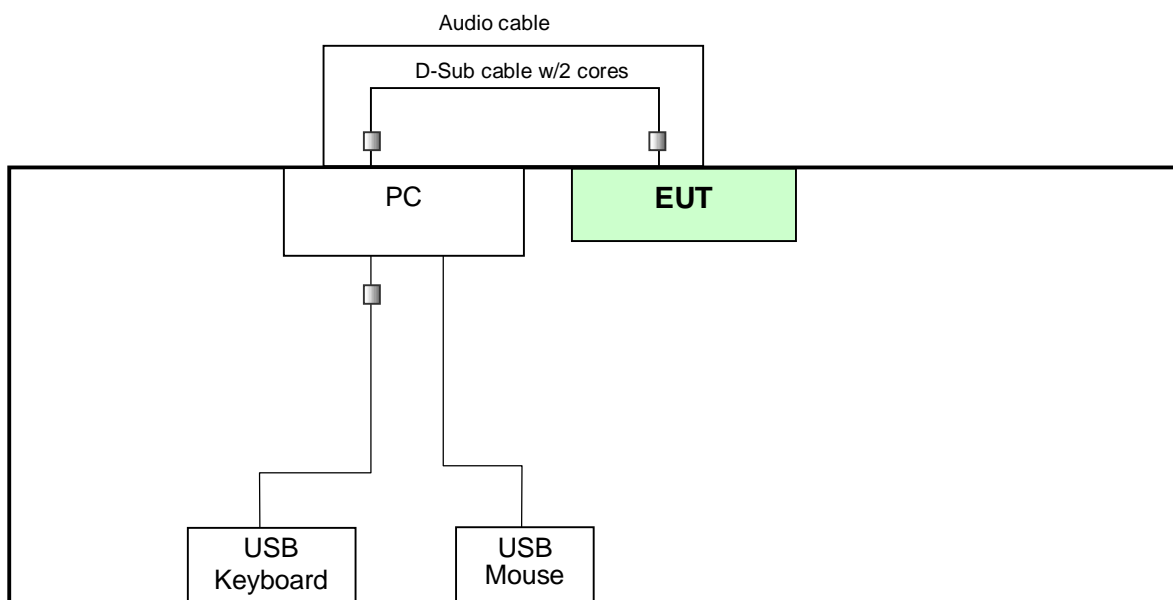 Audio cable
D-Sub cable w/2 cores
PC
EUT
USB
Keyboard
USB
Mouse